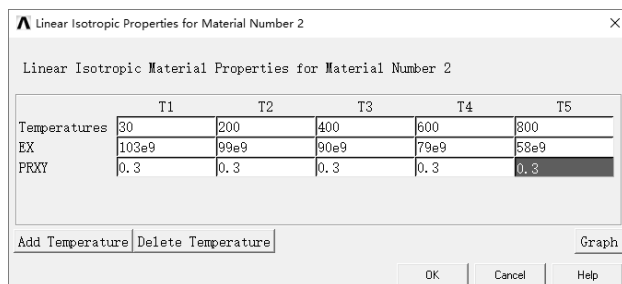 Linear Isotropic Properties for Material Number 2
Linear Isotropic Material Properties for Material Number 2
T1 T2 T3 T4 T5
Temperatures 30 200 400 600 800
EX 103e9 99e9 90e9 79e9 58e9
PRXY 0.3 0.3 0.3 0.3 0.3
Add Temperature Delete Temperature Graph
OK Cancel Help